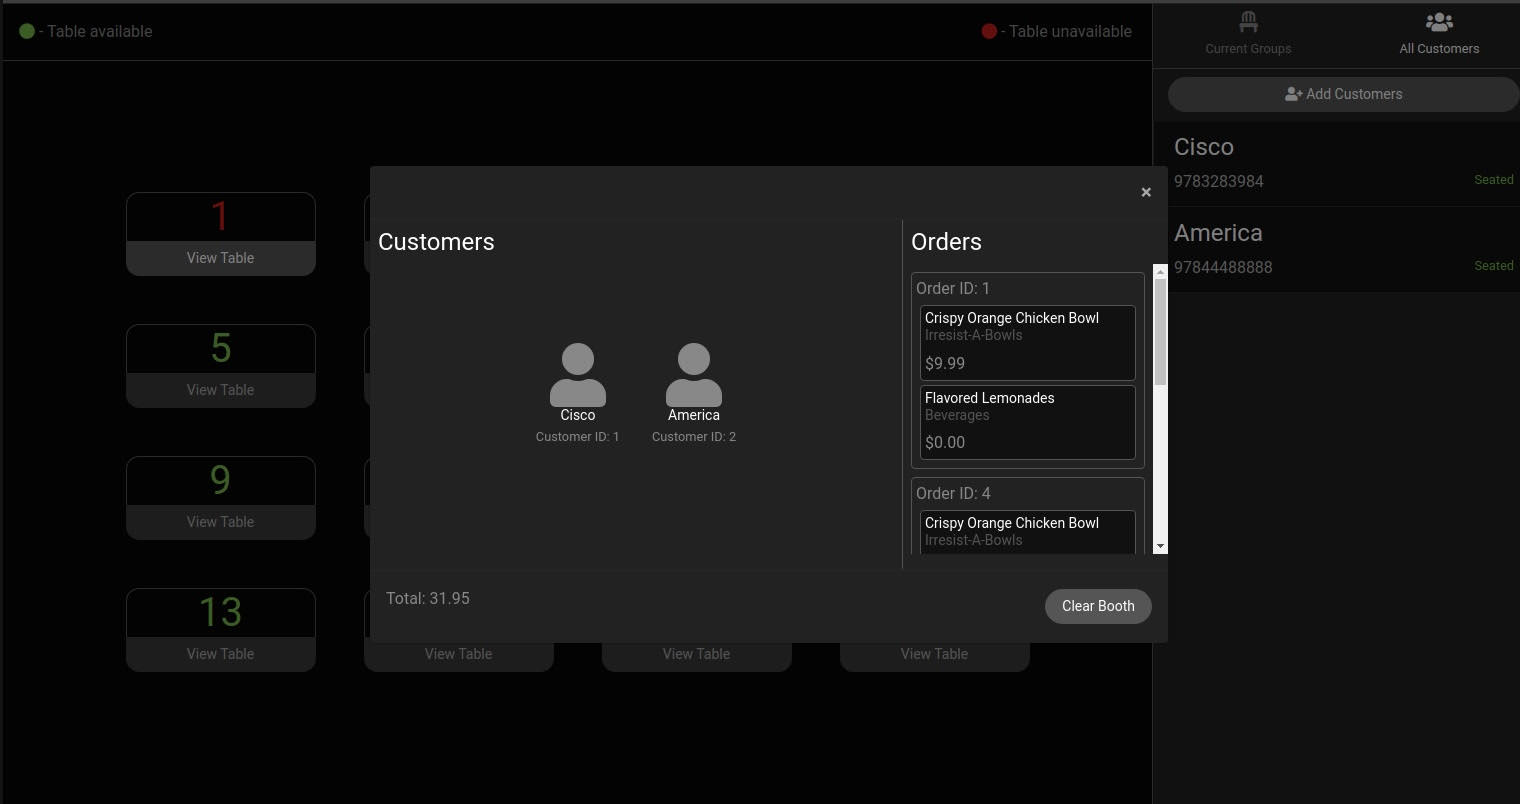 - Table available
- Table unavailable
Current Groups
All Customers
Add Customers
Cisco
9783283984
Seated
America
97844488888
Seated
1
View Table
5
View Table
9
View Table
13
View Table
View Table
View Table
View Table
×
Customers
Cisco
Customer ID: 1
America
Customer ID: 2
Orders
Order ID: 1
Crispy Orange Chicken Bowl
Irresist-A-Bowls
$9.99
Flavored Lemonades
Beverages
$0.00
Order ID: 4
Crispy Orange Chicken Bowl
Irresist-A-Bowls
Total: 31.95
Clear Booth